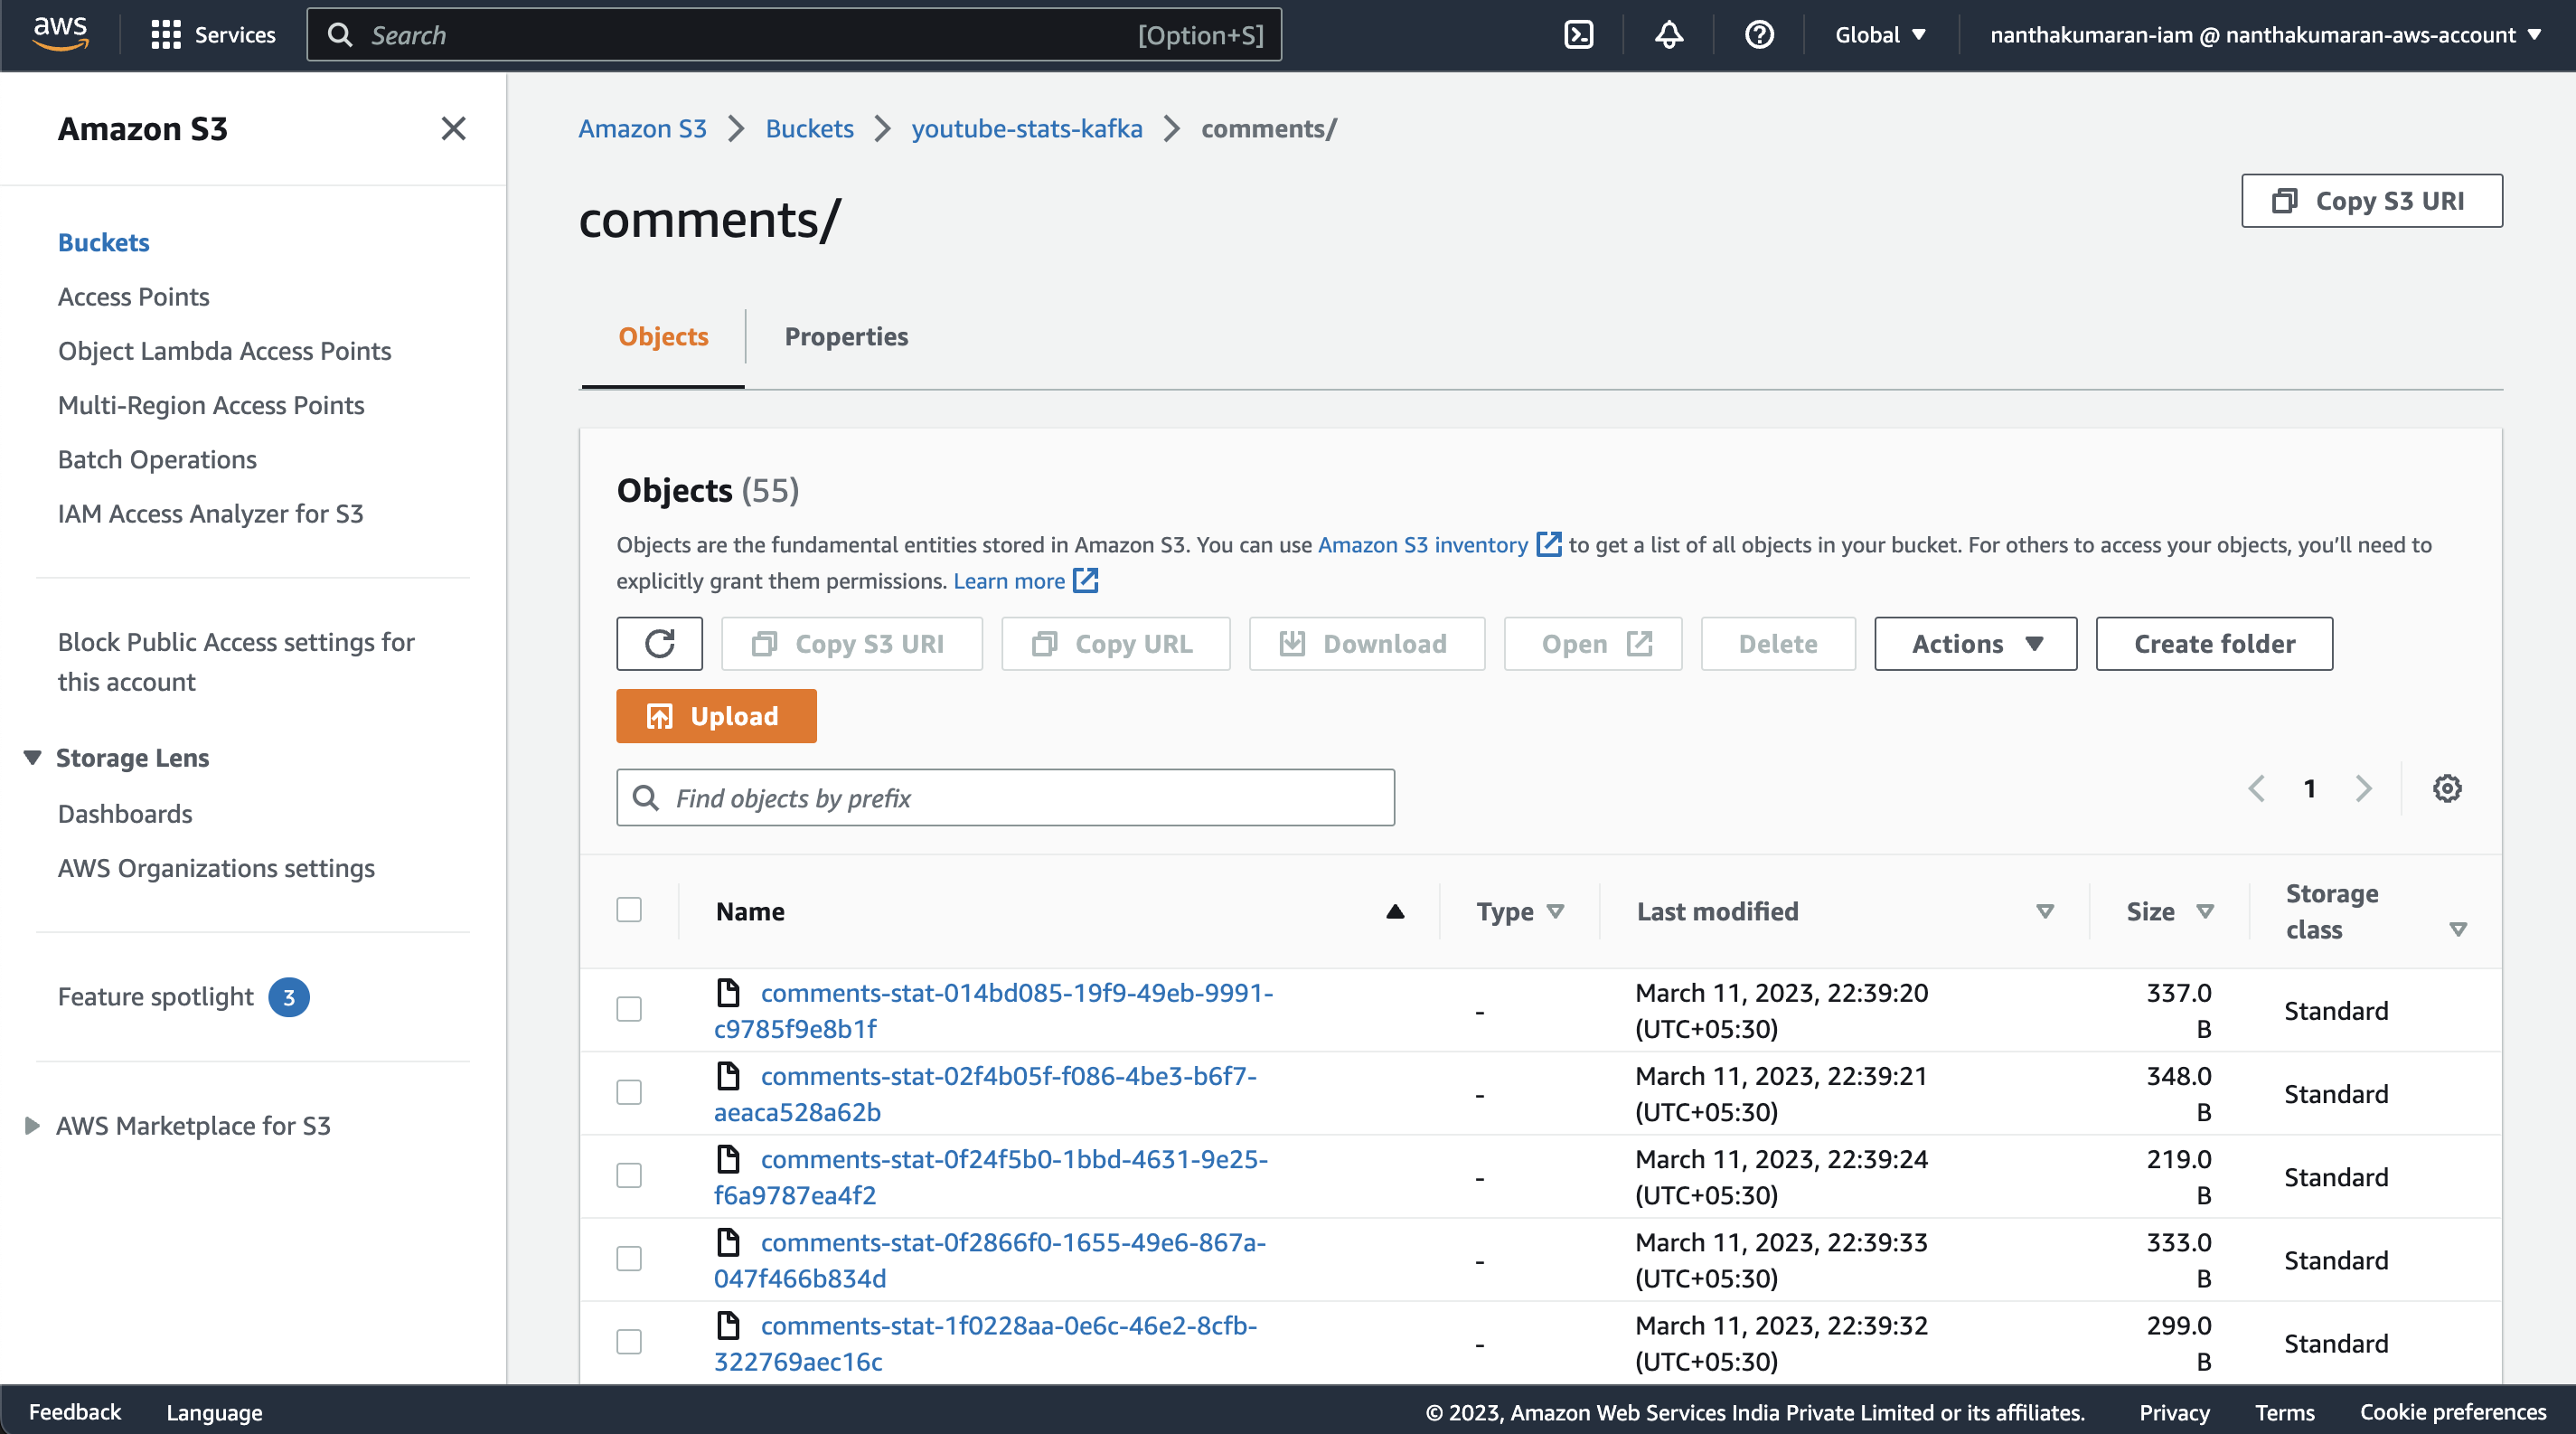 aws
Services
Search
[Option+S]
Global
nanthakumaran-iam @ nanthakumaran-aws-account
Amazon S3
Buckets
Access Points
Object Lambda Access Points
Multi-Region Access Points
Batch Operations
IAM Access Analyzer for S3
Block Public Access settings for
this account
Storage Lens
Dashboards
AWS Organizations settings
Feature spotlight 3
AWS Marketplace for S3
Amazon S3 > Buckets > youtube-stats-kafka > comments/
comments/
Copy S3 URI
Objects
Properties
Objects (55)
Objects are the fundamental entities stored in Amazon S3. You can use Amazon S3 inventory to get a list of all objects in your bucket. For others to access your objects, you’ll need to
explicitly grant them permissions. Learn more
Copy S3 URI
Copy URL
Download
Open
Delete
Actions
Create folder
Upload
Find objects by prefix
1
Name
Type
Last modified
Size
Storage
class
comments-stat-014bd085-19f9-49eb-9991-
c9785f9e8b1f
-
March 11, 2023, 22:39:20
(UTC+05:30)
337.0
B
Standard
comments-stat-02f4b05f-f086-4be3-b6f7-
aeaca528a62b
-
March 11, 2023, 22:39:21
(UTC+05:30)
348.0
B
Standard
comments-stat-0f24f5b0-1bbd-4631-9e25-
f6a9787ea4f2
-
March 11, 2023, 22:39:24
(UTC+05:30)
219.0
B
Standard
comments-stat-0f2866f0-1655-49e6-867a-
047f466b834d
-
March 11, 2023, 22:39:33
(UTC+05:30)
333.0
B
Standard
comments-stat-1f0228aa-0e6c-46e2-8cfb-
322769aec16c
-
March 11, 2023, 22:39:32
(UTC+05:30)
299.0
B
Standard
Feedback
Language
© 2023, Amazon Web Services India Private Limited or its affiliates.
Privacy
Terms
Cookie preferences